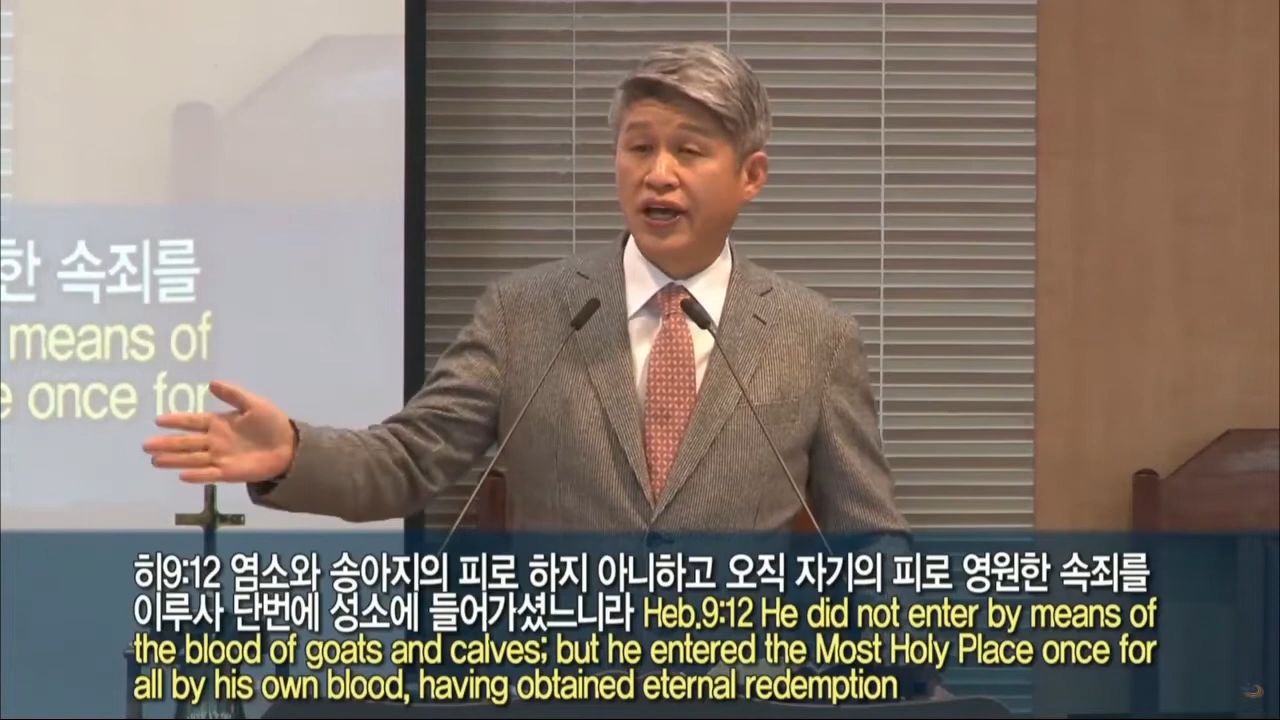 한 속죄를
means of
once for
히9:12 염소와 송아지의 피로 하지 아니하고 오직 자기의 피로 영원한 속죄를
이루사 단번에 성소에 들어가셨느니라 Heb.9:12 He did not enter by means of
the blood of goats and calves; but he entered the Most Holy Place once for
all by his own blood, having obtained eternal redemption